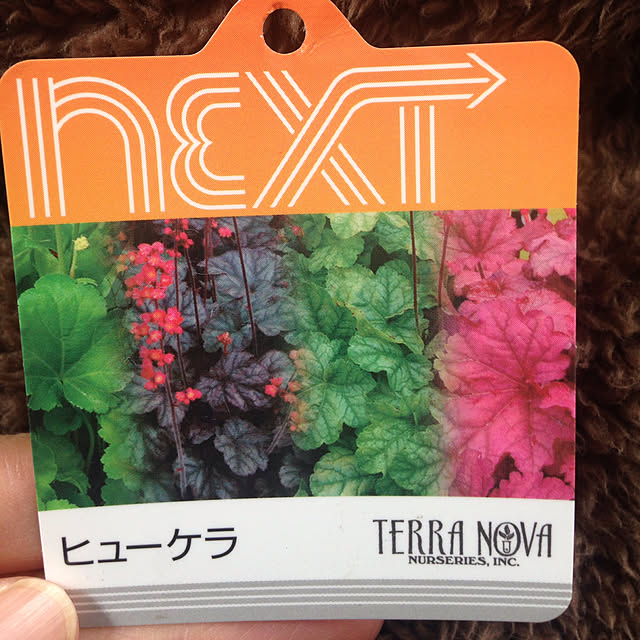 NEXT
ヒューケラ
TERRA NOVA
NURSERIES, INC.